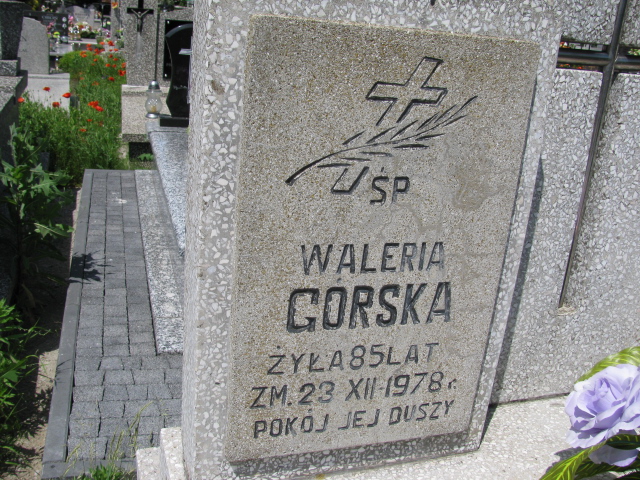 ŚP
WALERIA
GORSKA
ŻYŁA 85 LAT
ZM. 23 XII 1978 r.
POKÓJ JEJ DUSZY